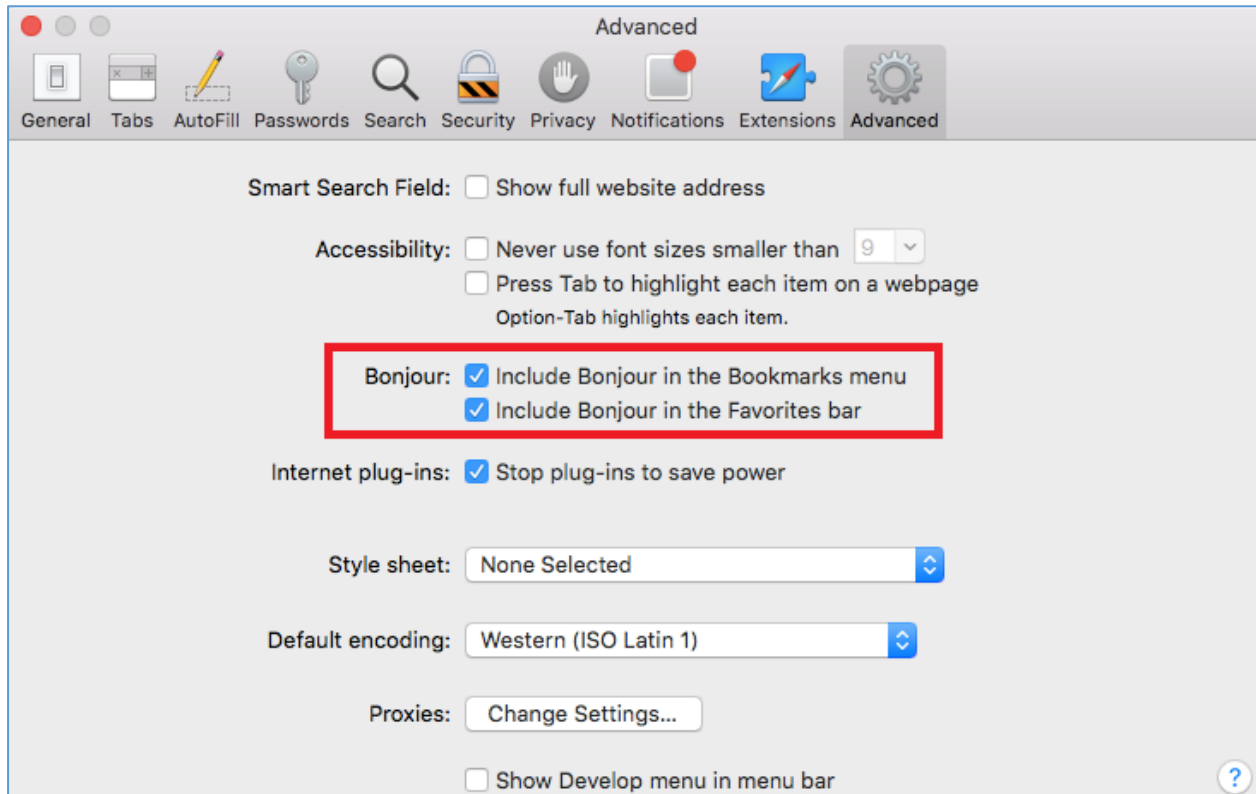 Advanced
General Tabs AutoFill Passwords Search Security Privacy Notifications Extensions Advanced
Smart Search Field: Show full website address
Accessibility: Never use font sizes smaller than 9
Press Tab to highlight each item on a webpage
Option-Tab highlights each item.
Bonjour: Include Bonjour in the Bookmarks menu
Include Bonjour in the Favorites bar
Internet plug-ins: Stop plug-ins to save power
Style sheet: None Selected
Default encoding: Western (ISO Latin 1)
Proxies: Change Settings...
Show Develop menu in menu bar ?